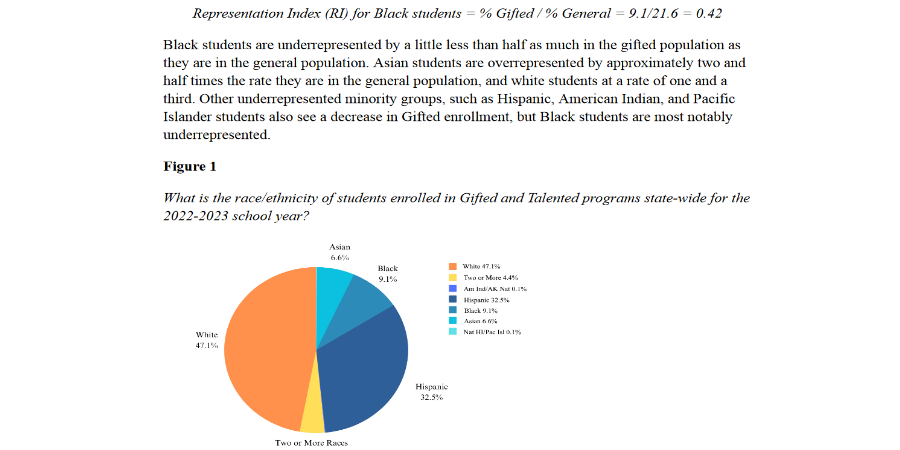 Representation Index (RI) for Black students = % Gifted / % General = 9.1/21.6 = 0.42
Black students are underrepresented by a little less than half as much in the gifted population as
they are in the general population. Asian students are overrepresented by approximately two and
half times the rate they are in the general population, and white students at a rate of one and a
third. Other underrepresented minority groups, such as Hispanic, American Indian, and Pacific
Islander students also see a decrease in Gifted enrollment, but Black students are most notably
underrepresented.
Figure 1
What is the race/ethnicity of students enrolled in Gifted and Talented programs state-wide for the
2022-2023 school year?
Asian
6.6%
Black
9.1%
White
47.1%
Hispanic
32.5%
Two or More Races
White 47.1%
Two or More 4.4%
Am Ind/AK Nat 0.1%
Hispanic 32.5%
Black 9.1%
Asian 6.6%
Nat HI/Pac Isl 0.1%